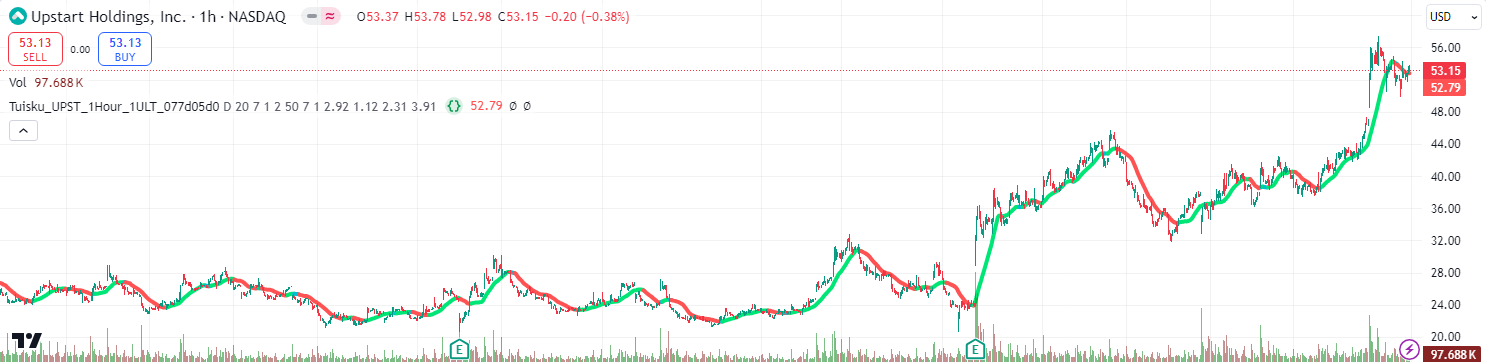 Upstart Holdings, Inc. · 1h · NASDAQ O53.37 H53.78 L52.98 C53.15 −0.20 (−0.38%)
USD
53.13 SELL
0.00
53.13 BUY
Vol 97.688 K
Tuisku_UPST_1Hour_1ULT_077d05d0 D 20 7 1 2 50 7 1 2.92 1.12 2.31 3.91 {} 52.79 Ø Ø
56.00
53.15
52.79
48.00
44.00
40.00
36.00
32.00
28.00
24.00
20.00
97.688 K
E
E